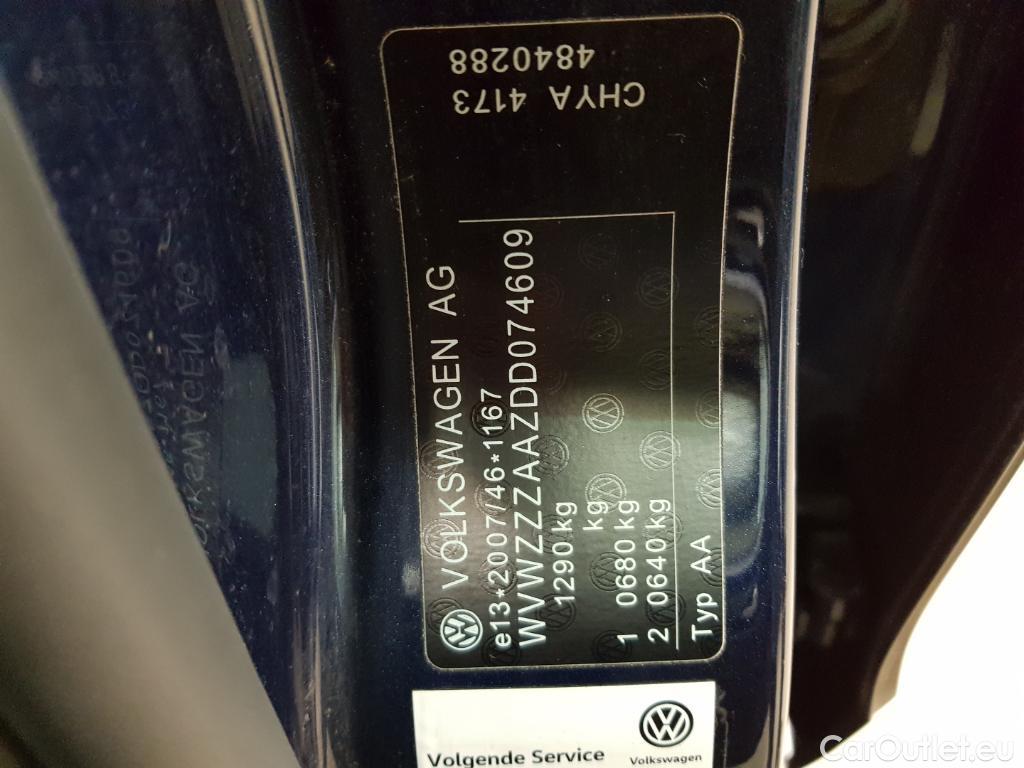 VOLKSWAGEN AG
e13*2007/46*1167
WVWZZZAAZDD074609
1290 kg
kg
1 0680 kg
2 0640 kg
Typ AA
CHYA 4173
4840288
Volgende Service
Volkswagen
CarOutlet.eu